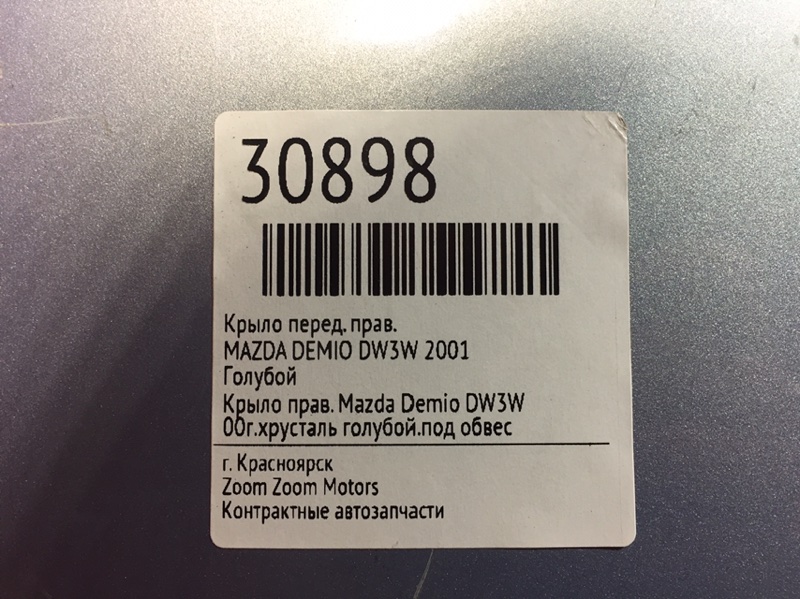 30898
Крыло перед. прав.
MAZDA DEMIO DW3W 2001
Голубой
Крыло прав. Mazda Demio DW3W
00г.хрусталь голубой.под обвес
г. Красноярск
Zoom Zoom Motors
Контрактные автозапчасти